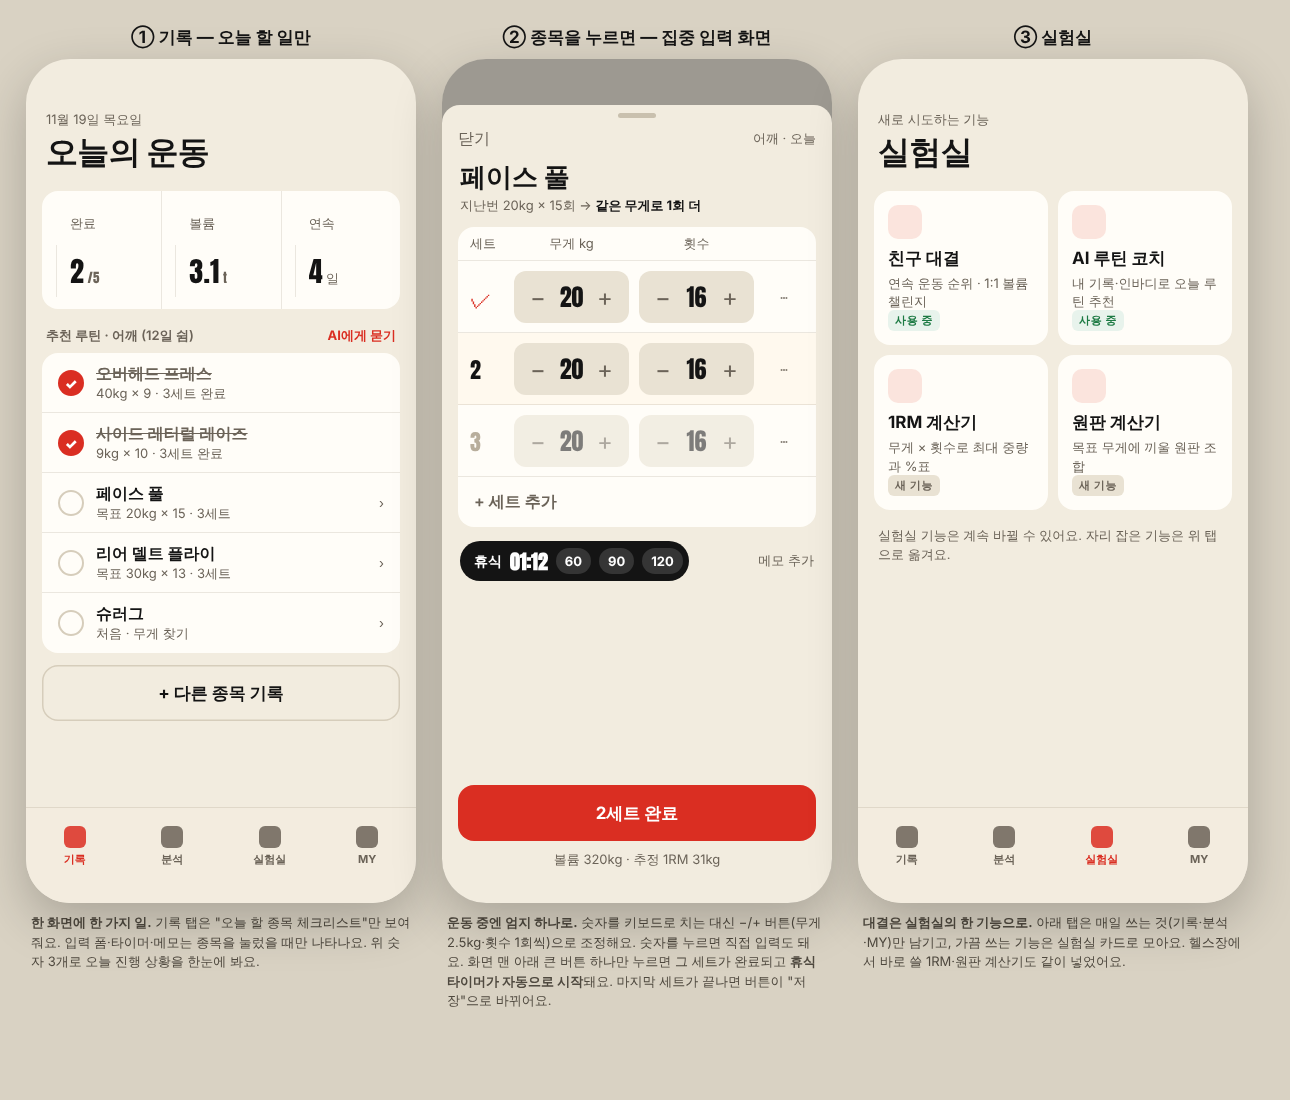 ① 기록 — 오늘 할 일만
11월 19일 목요일
오늘의 운동
완료
볼륨
연속
2 /5
3.1 t
4 일
추천 루틴 · 어깨 (12일 쉼)
AI에게 묻기
오버헤드 프레스
40kg × 9 · 3세트 완료
사이드 레터럴 레이즈
9kg × 10 · 3세트 완료
페이스 풀
목표 20kg × 15 · 3세트
›
리어 델트 플라이
목표 30kg × 13 · 3세트
›
슈러그
처음 · 무게 찾기
›
+ 다른 종목 기록
기록
분석
실험실
MY
한 화면에 한 가지 일. 기록 탭은 "오늘 할 종목 체크리스트"만 보여
줘요. 입력 폼·타이머·메모는 종목을 눌렀을 때만 나타나요. 위 숫
자 3개로 오늘 진행 상황을 한눈에 봐요.
② 종목을 누르면 — 집중 입력 화면
닫기
어깨 · 오늘
페이스 풀
지난번 20kg × 15회 → 같은 무게로 1회 더
세트 무게 kg 횟수
✓ − 20 + − 16 + ···
2 − 20 + − 16 + ···
3 − 20 + − 16 + ···
+ 세트 추가
휴식 01:12 60 90 120
메모 추가
2세트 완료
볼륨 320kg · 추정 1RM 31kg
운동 중엔 엄지 하나로. 숫자를 키보드로 치는 대신 −/+ 버튼(무게
2.5kg·횟수 1회씩)으로 조정해요. 숫자를 누르면 직접 입력도 돼
요. 화면 맨 아래 큰 버튼 하나만 누르면 그 세트가 완료되고 휴식
타이머가 자동으로 시작돼요. 마지막 세트가 끝나면 버튼이 "저
장"으로 바뀌어요.
③ 실험실
새로 시도하는 기능
실험실
친구 대결
연속 운동 순위 · 1:1 볼륨
챌린지
사용 중
AI 루틴 코치
내 기록·인바디로 오늘 루
틴 추천
사용 중
1RM 계산기
무게 × 횟수로 최대 중량
과 %표
새 기능
원판 계산기
목표 무게에 끼울 원판 조
합
새 기능
실험실 기능은 계속 바뀔 수 있어요. 자리 잡은 기능은 위 탭
으로 옮겨요.
기록
분석
실험실
MY
대결은 실험실의 한 기능으로. 아래 탭은 매일 쓰는 것(기록·분석
·MY)만 남기고, 가끔 쓰는 기능은 실험실 카드로 모아요. 헬스장에
서 바로 쓸 1RM·원판 계산기도 같이 넣었어요.